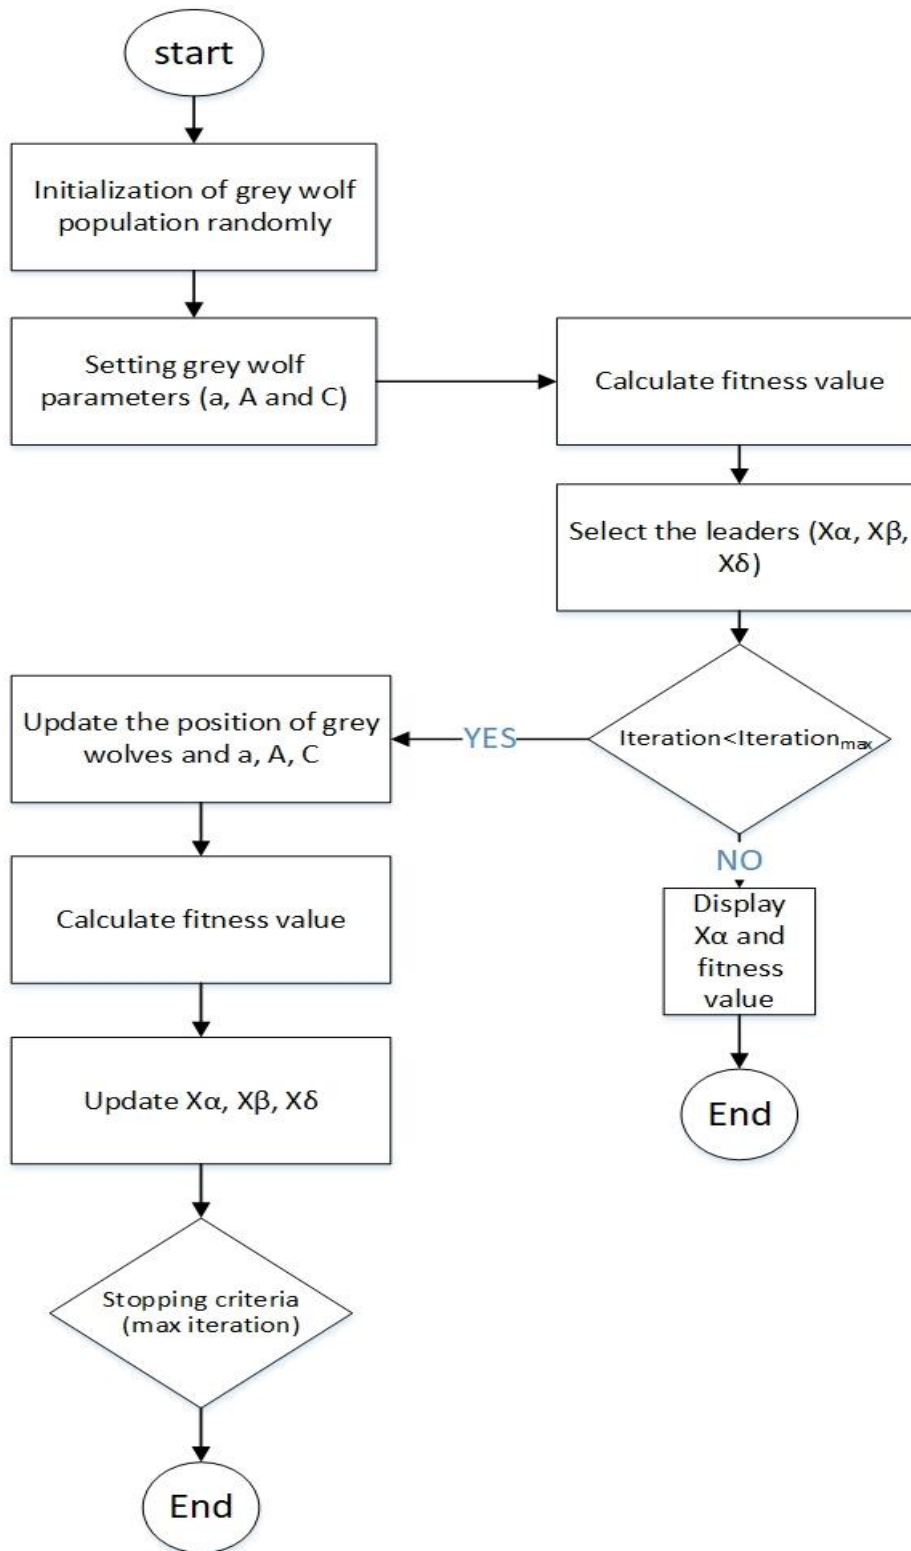 start
Initialization of grey wolf
population randomly
Setting grey wolf
parameters (a, A and C)
Calculate fitness value
Select the leaders (Xα, Xβ,
Xδ)
Iteration<Iterationmax
YES
NO
Display
Xα and
fitness
value
End
Update the position of grey
wolves and a, A, C
Calculate fitness value
Update Xα, Xβ, Xδ
Stopping criteria
(max iteration)
End